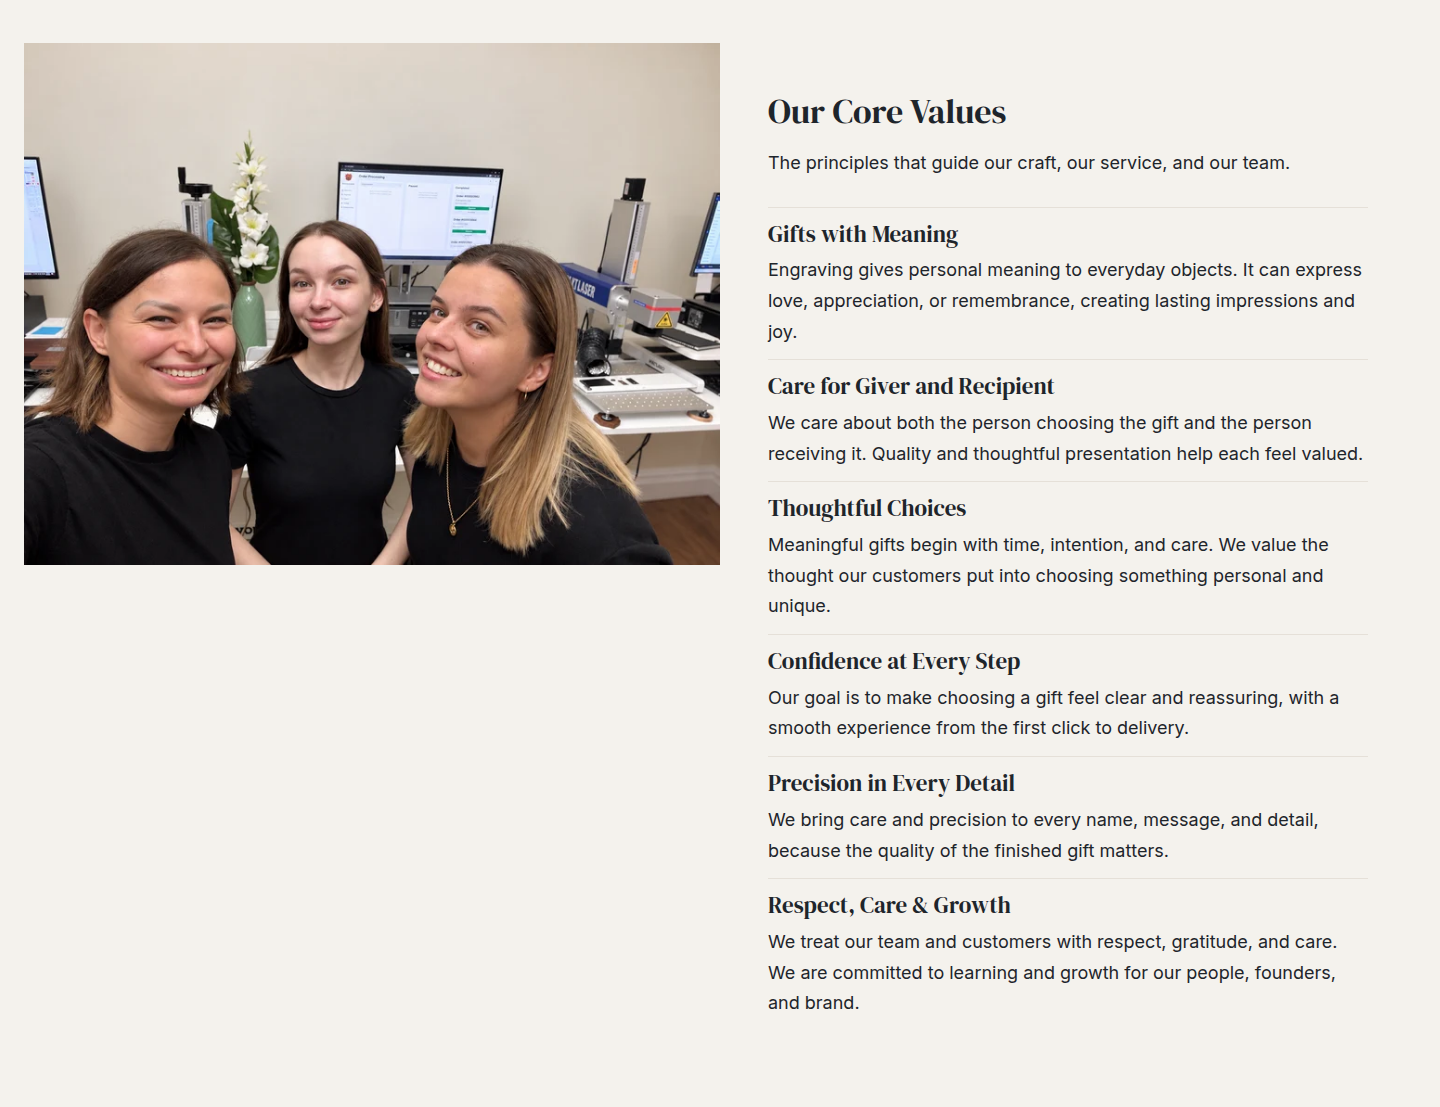 Our Core Values
The principles that guide our craft, our service, and our team.
Gifts with Meaning
Engraving gives personal meaning to everyday objects. It can express
love, appreciation, or remembrance, creating lasting impressions and
joy.
Care for Giver and Recipient
We care about both the person choosing the gift and the person
receiving it. Quality and thoughtful presentation help each feel valued.
Thoughtful Choices
Meaningful gifts begin with time, intention, and care. We value the
thought our customers put into choosing something personal and
unique.
Confidence at Every Step
Our goal is to make choosing a gift feel clear and reassuring, with a
smooth experience from the first click to delivery.
Precision in Every Detail
We bring care and precision to every name, message, and detail,
because the quality of the finished gift matters.
Respect, Care & Growth
We treat our team and customers with respect, gratitude, and care.
We are committed to learning and growth for our people, founders,
and brand.